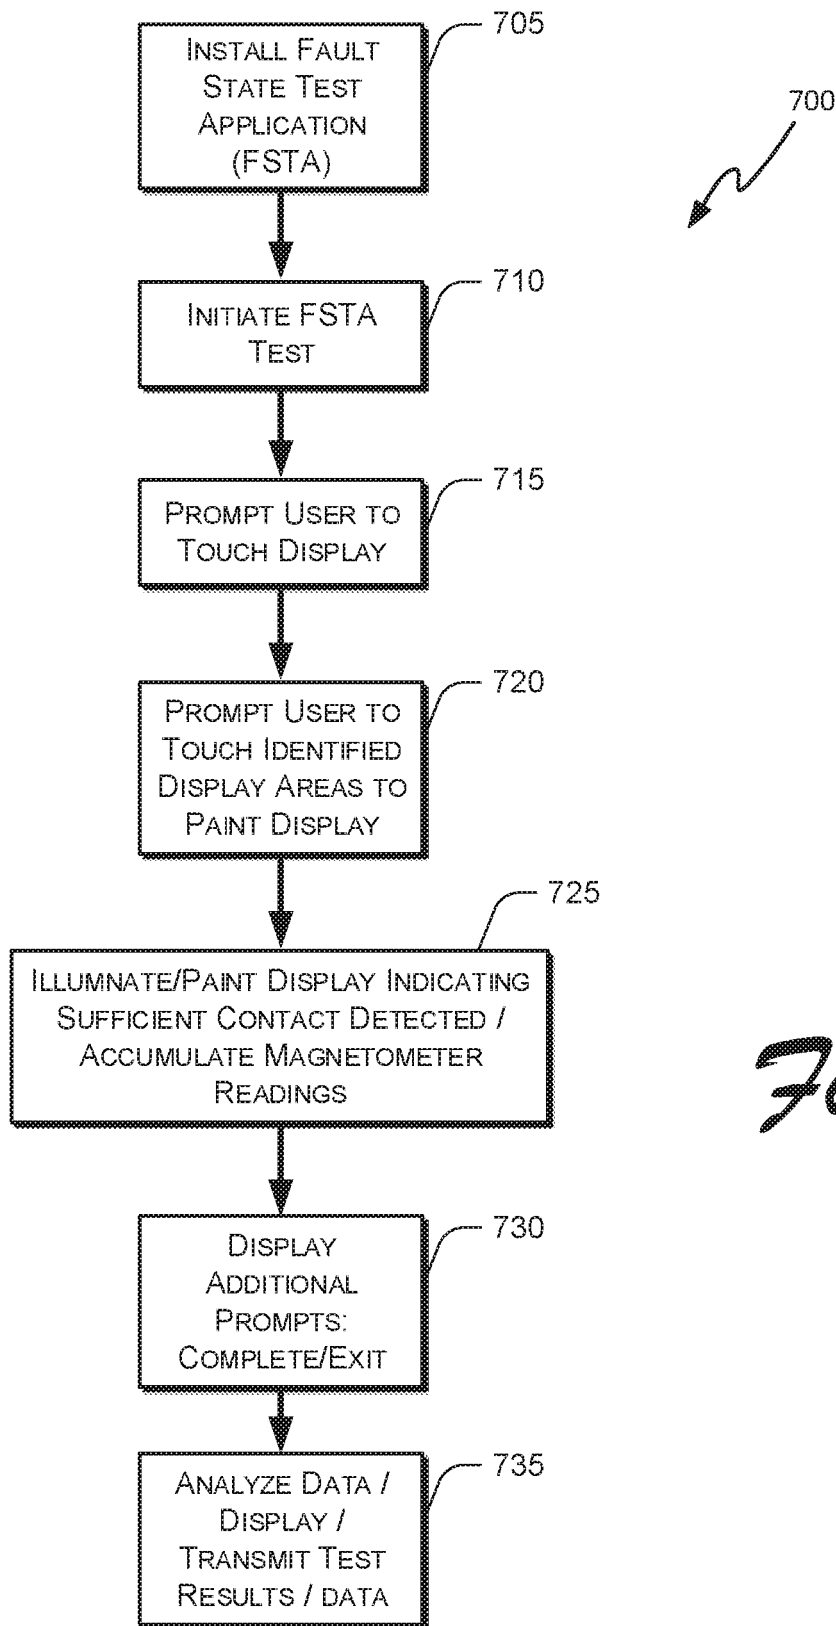 705
INSTALL FAULT
STATE TEST
APPLICATION
(FSTA)
700
710
INITIATE FSTA
TEST
715
PROMPT USER TO
TOUCH DISPLAY
720
PROMPT USER TO
TOUCH IDENTIFIED
DISPLAY AREAS TO
PAINT DISPLAY
725
ILLUMNATE/PAINT DISPLAY INDICATING
SUFFICIENT CONTACT DETECTED /
ACCUMULATE MAGNETOMETER
READINGS
730
DISPLAY
ADDITIONAL
PROMPTS:
COMPLETE/EXIT
735
ANALYZE DATA /
DISPLAY /
TRANSMIT TEST
RESULTS / DATA